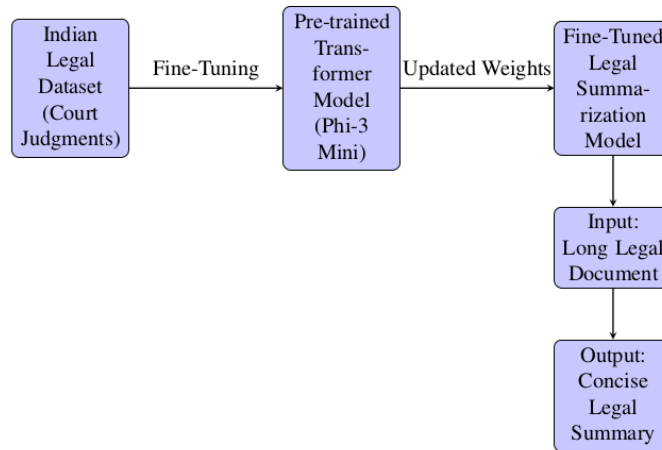 Indian
Legal
Dataset
(Court
Judgments)
Fine-Tuning
Pre-trained
Trans-
former
Model
(Phi-3
Mini)
Updated Weights
Fine-Tuned
Legal
Summa-
rization
Model
Input:
Long Legal
Document
Output:
Concise
Legal
Summary